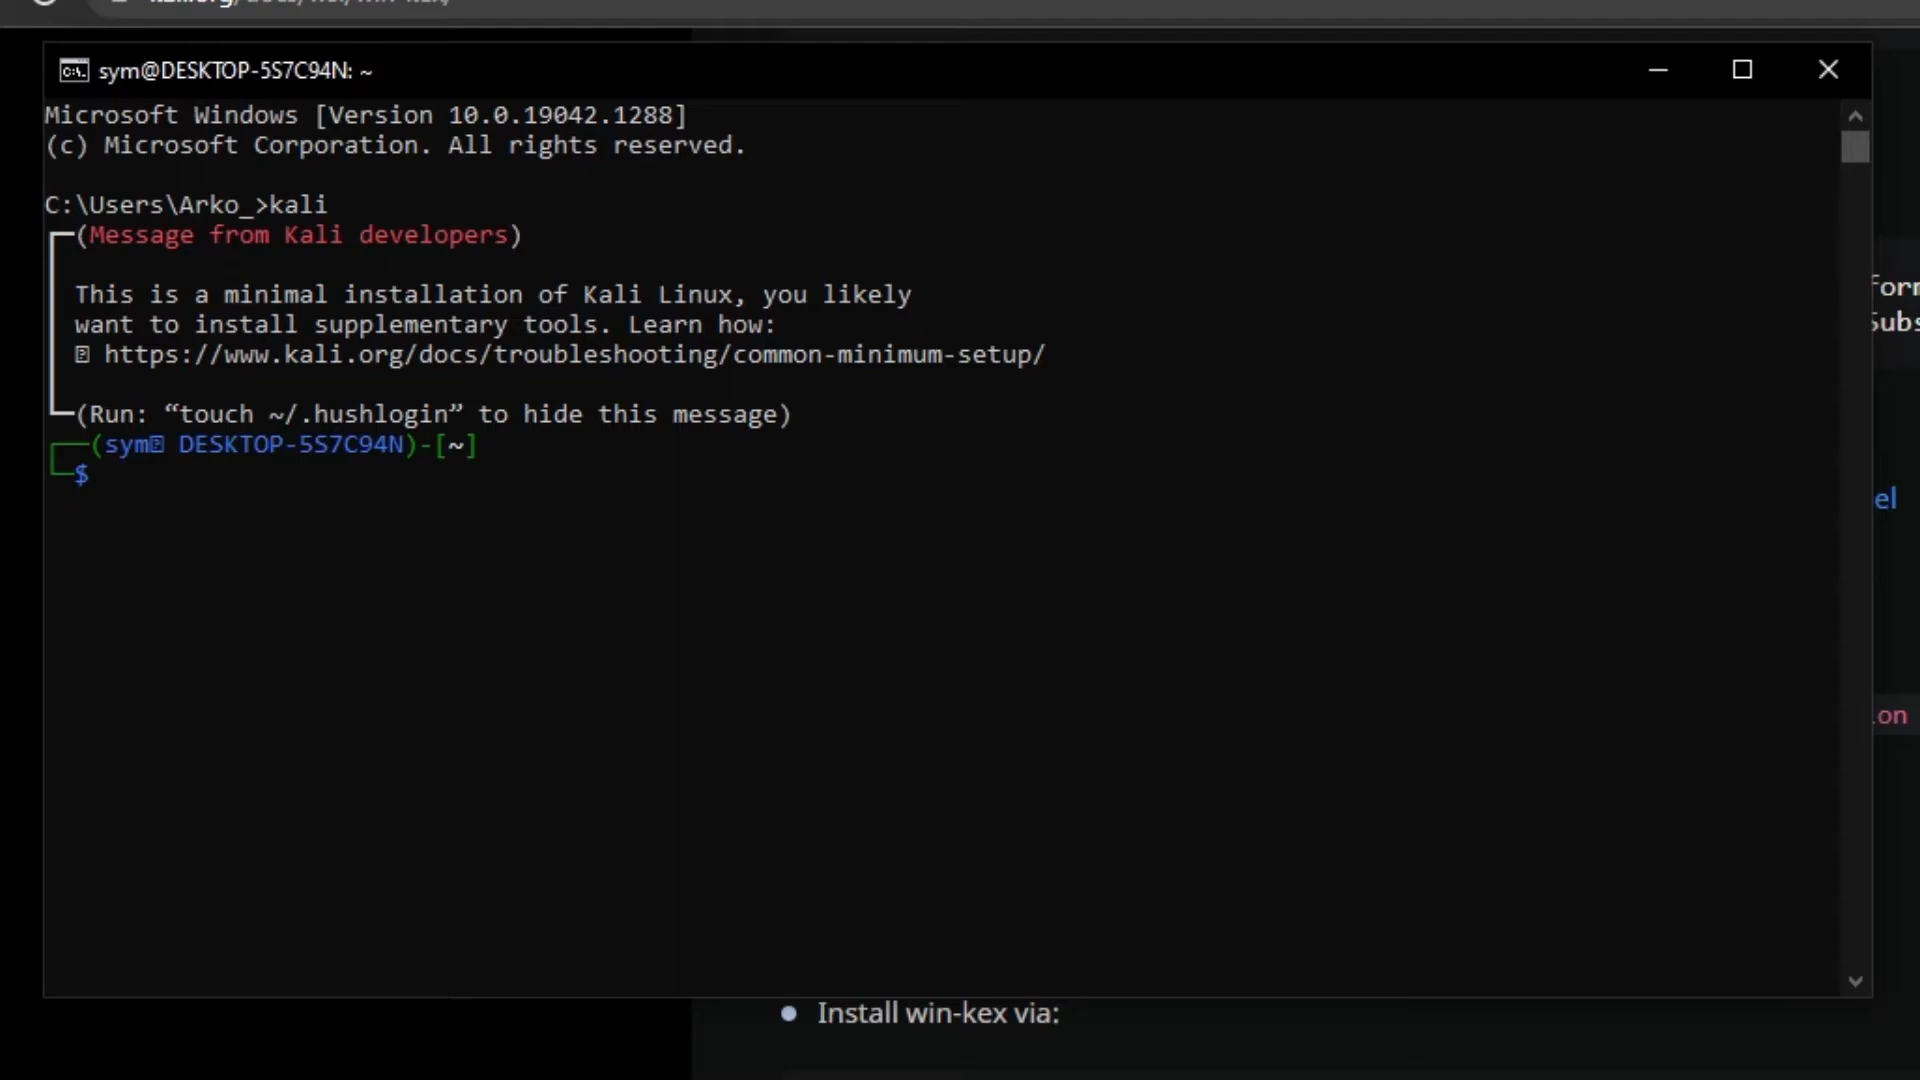 sym@DESKTOP-5S7C94N: ~
Microsoft Windows [Version 10.0.19042.1288]
(c) Microsoft Corporation. All rights reserved.
C:\Users\Arko_>kali
(Message from Kali developers)
This is a minimal installation of Kali Linux, you likely
want to install supplementary tools. Learn how:
https://www.kali.org/docs/troubleshooting/common-minimum-setup/
(Run: “touch ~/.hushlogin” to hide this message)
(sym DESKTOP-5S7C94N)-[~]
$
el
on
Install win-kex via: